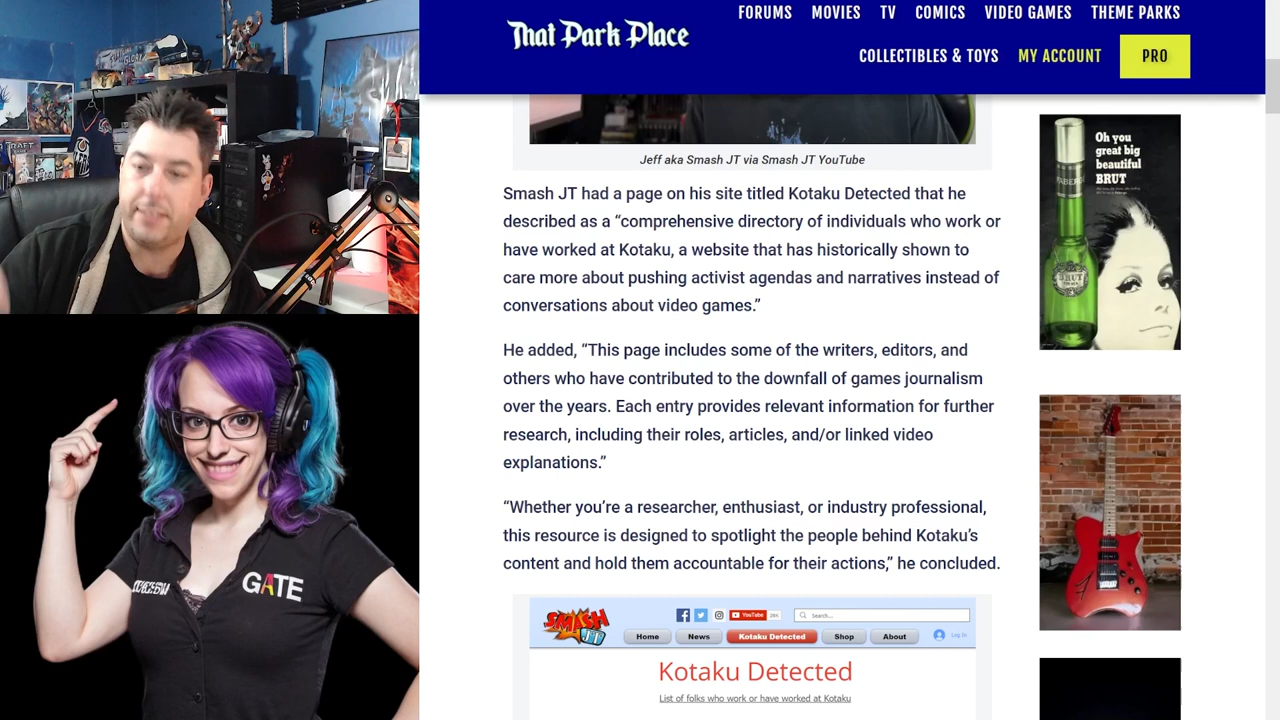 That Park Place
FORUMS MOVIES TV COMICS VIDEO GAMES THEME PARKS
COLLECTIBLES & TOYS MY ACCOUNT PRO
Jeff aka Smash JT via Smash JT YouTube
Smash JT had a page on his site titled Kotaku Detected that he
described as a “comprehensive directory of individuals who work or
have worked at Kotaku, a website that has historically shown to
care more about pushing activist agendas and narratives instead of
conversations about video games.”
He added, “This page includes some of the writers, editors, and
others who have contributed to the downfall of games journalism
over the years. Each entry provides relevant information for further
research, including their roles, articles, and/or linked video
explanations.”
“Whether you’re a researcher, enthusiast, or industry professional,
this resource is designed to spotlight the people behind Kotaku’s
content and hold them accountable for their actions,” he concluded.
SMASH JT
YouTube 26K Search...
Home News Kotaku Detected Shop About Log In
Kotaku Detected
List of folks who work or have worked at Kotaku
Oh you
great big
beautiful
BRUT
BRUT
GATE